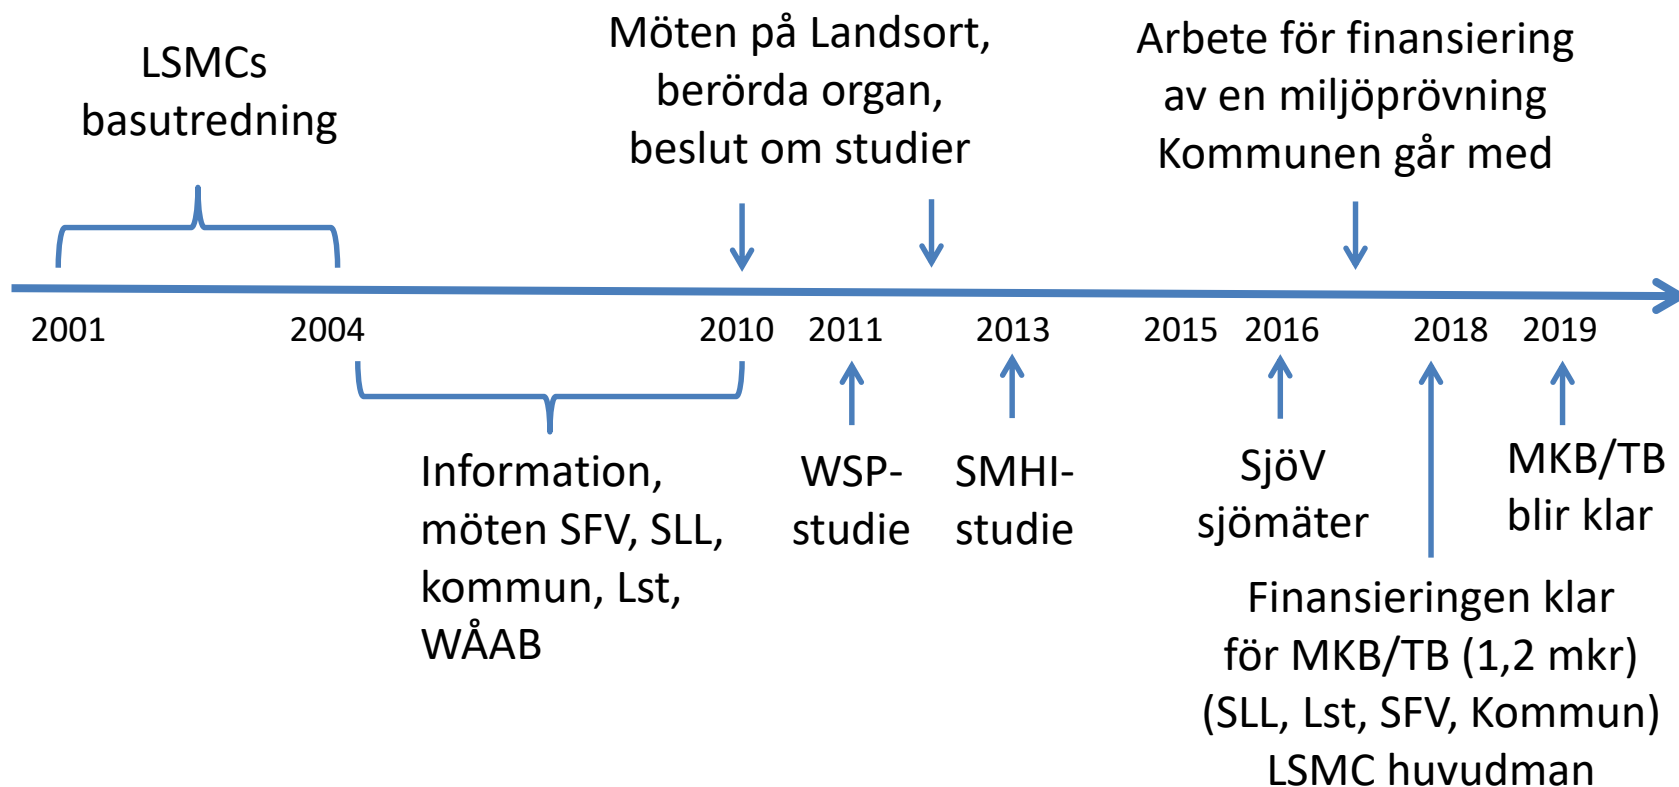 LSMCs
basutredning
Möten på Landsort,
berörda organ,
beslut om studier
Arbete för finansiering
av en miljöprövning
Kommunen går med
2001
2004
2010
2011
2013
2015
2016
2018
2019
Information,
möten SFV, SLL,
kommun, Lst,
WÅAB
WSP-
studie
SMHI-
studie
SjöV
sjömäter
MKB/TB
blir klar
Finansieringen klar
för MKB/TB (1,2 mkr)
(SLL, Lst, SFV, Kommun)
LSMC huvudman